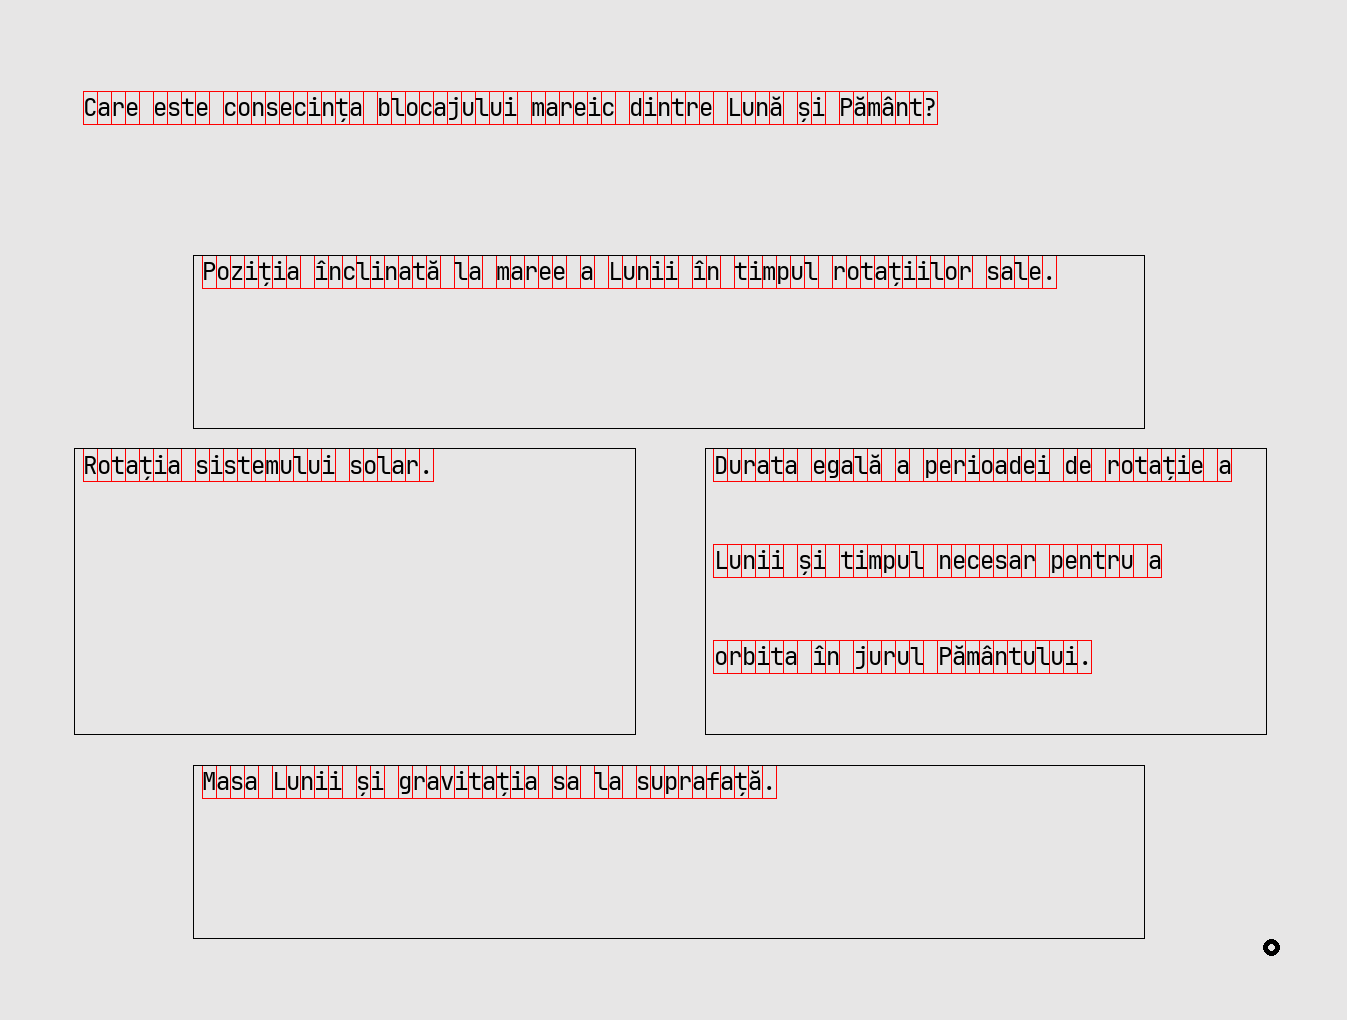 Care este consecința blocajului mareic dintre Lună și Pământ?
Poziția înclinată la maree a Lunii în timpul rotațiilor sale.
Rotația sistemului solar.
Durata egală a perioadei de rotație a
Lunii și timpul necesar pentru a
orbita în jurul Pământului.
Masa Lunii și gravitația sa la suprafață.